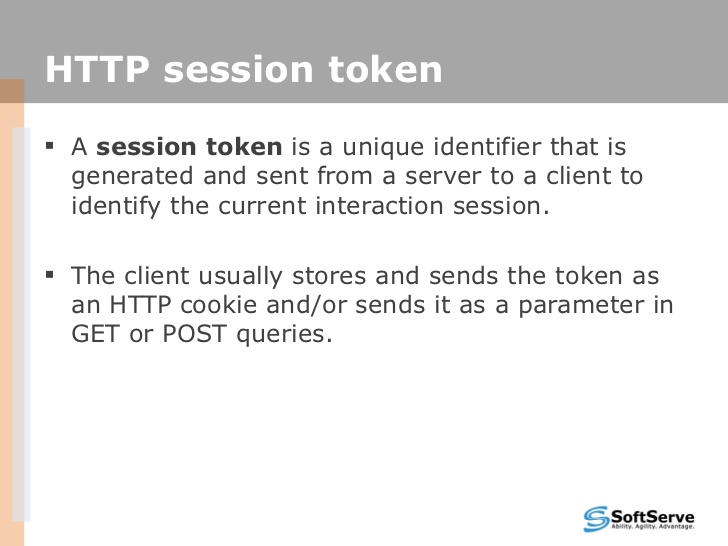 HTTP session token
▪ A session token is a unique identifier that is
generated and sent from a server to a client to
identify the current interaction session.
▪ The client usually stores and sends the token as
an HTTP cookie and/or sends it as a parameter in
GET or POST queries.
SoftServe
Ability. Agility. Advantage.